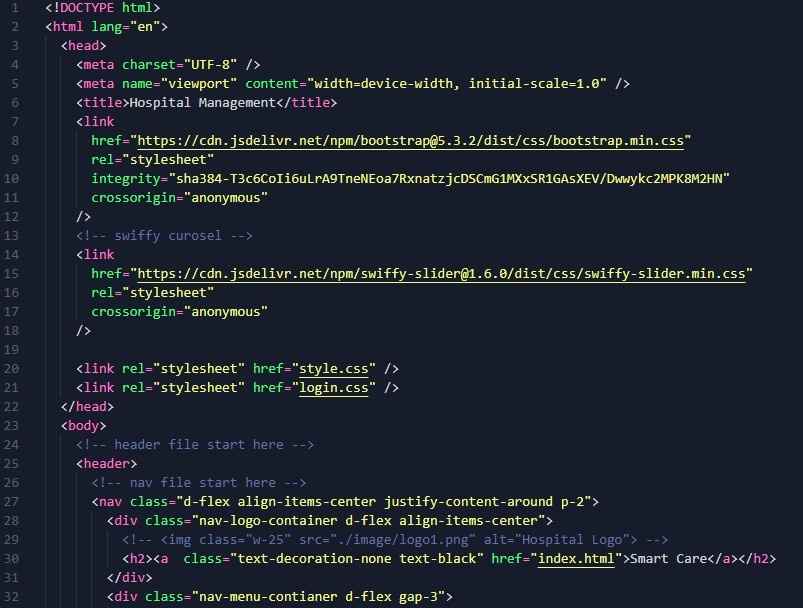 1 <!DOCTYPE html>
2 <html lang="en">
3 <head>
4 <meta charset="UTF-8" />
5 <meta name="viewport" content="width=device-width, initial-scale=1.0" />
6 <title>Hospital Management</title>
7 <link
8 href="https://cdn.jsdelivr.net/npm/bootstrap@5.3.2/dist/css/bootstrap.min.css"
9 rel="stylesheet"
10 integrity="sha384-T3c6CoIi6uLrA9TneNEoa7RxnatzjcDSCmG1MXxSR1GAsXEV/Dwwykc2MPK8M2HN"
11 crossorigin="anonymous"
12 />
13 <!-- swiffy curosel -->
14 <link
15 href="https://cdn.jsdelivr.net/npm/swiffy-slider@1.6.0/dist/css/swiffy-slider.min.css"
16 rel="stylesheet"
17 crossorigin="anonymous"
18 />
19
20 <link rel="stylesheet" href="style.css" />
21 <link rel="stylesheet" href="login.css" />
22 </head>
23 <body>
24 <!-- header file start here -->
25 <header>
26 <!-- nav file start here -->
27 <nav class="d-flex align-items-center justify-content-around p-2">
28 <div class="nav-logo-container d-flex align-items-center">
29 <!-- <img class="w-25" src="./image/logo1.png" alt="Hospital Logo"> -->
30 <h2><a  class="text-decoration-none text-black" href="index.html">Smart Care</a></h2>
31 </div>
32 <div class="nav-menu-contianer d-flex gap-3">